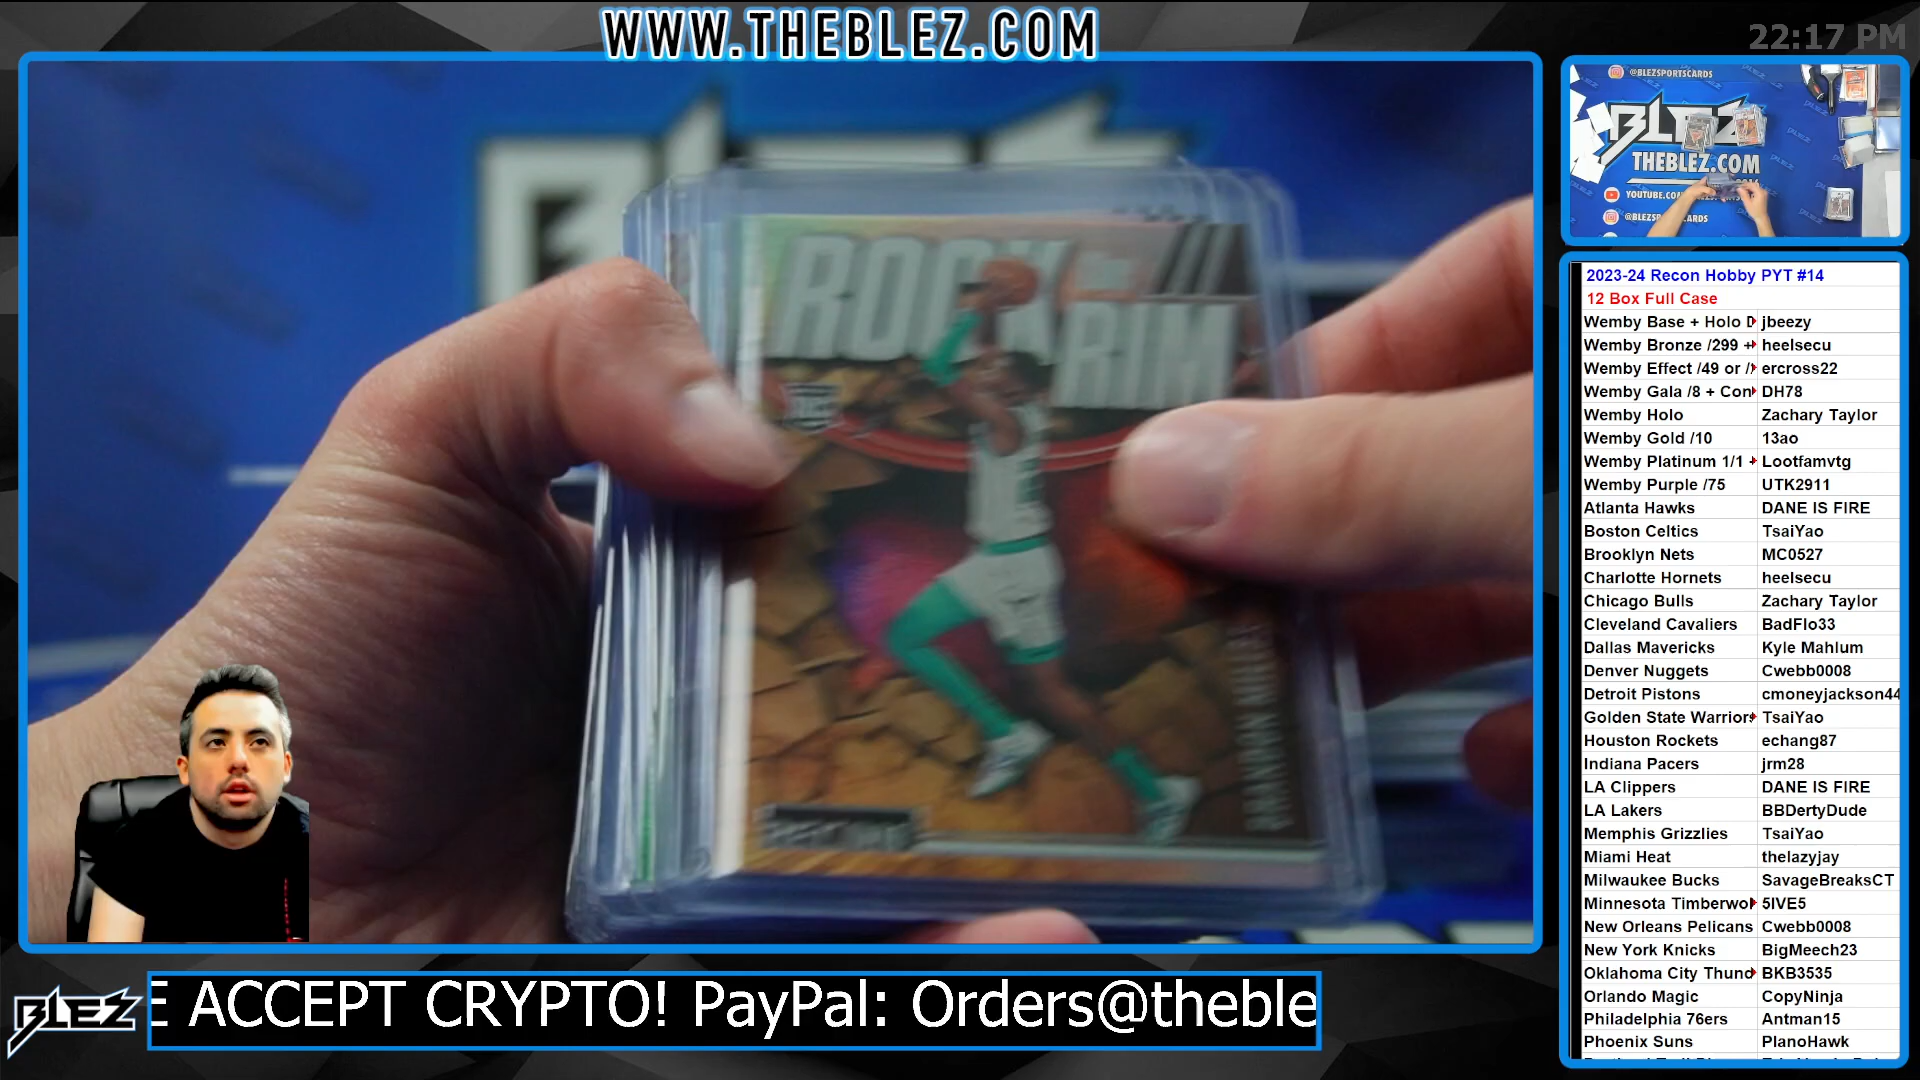 WWW.THEBLEZ.COM
22:17 PM
@BLEZSPORTSCARDS
BLEZ
THEBLEZ.COM
ROCK
RIM
BRANDON MILLER
RECON
2023-24 Recon Hobby PYT #14
12 Box Full Case
Wemby Base + Holo D jbeezy
Wemby Bronze /299 + heelsecu
Wemby Effect /49 or / ercross22
Wemby Gala /8 + Con DH78
Wemby Holo Zachary Taylor
Wemby Gold /10 13ao
Wemby Platinum 1/1 + Lootfamvtg
Wemby Purple /75 UTK2911
Atlanta Hawks DANE IS FIRE
Boston Celtics TsaiYao
Brooklyn Nets MC0527
Charlotte Hornets heelsecu
Chicago Bulls Zachary Taylor
Cleveland Cavaliers BadFlo33
Dallas Mavericks Kyle Mahlum
Denver Nuggets Cwebb0008
Detroit Pistons cmoneyjackson44
Golden State Warriors TsaiYao
Houston Rockets echang87
Indiana Pacers jrm28
LA Clippers DANE IS FIRE
LA Lakers BBDertyDude
Memphis Grizzlies TsaiYao
Miami Heat thelazyjay
Milwaukee Bucks SavageBreaksCT
Minnesota Timberwol 5IVE5
New Orleans Pelicans Cwebb0008
New York Knicks BigMeech23
Oklahoma City Thund BKB3535
Orlando Magic CopyNinja
Philadelphia 76ers Antman15
Phoenix Suns PlanoHawk
BLEZ
E ACCEPT CRYPTO! PayPal: Orders@theble